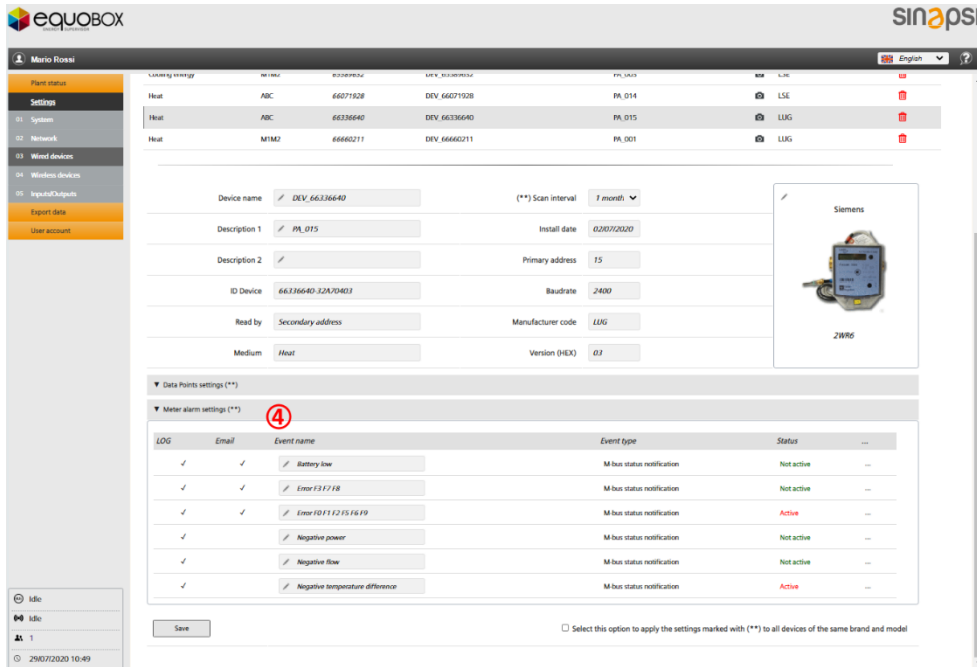 equobox
ENERGY SUPERVISOR
sinapsi
Mario Rossi
English
?
Plant status
Settings
01 System
02 Network
03 Wired devices
04 Wireless devices
05 Inputs/Outputs
Export data
User account
Cooling energy M1M2 65589652 DEV_65589652 PA_005 LSE
Heat ABC 66071928 DEV_66071928 PA_014 LSE
Heat ABC 66336640 DEV_66336640 PA_015 LUG
Heat M1M2 66660211 DEV_66660211 PA_001 LUG
Device name DEV_66336640 (**) Scan interval 1 month
Description 1 PA_015 Install date 02/07/2020
Description 2 Primary address 15
ID Device 66336640-32A70403 Baudrate 2400
Read by Secondary address Manufacturer code LUG
Medium Heat Version (HEX) 03
Siemens
2WR6
▼ Data Points settings (**)
▼ Meter alarm settings (**)
④
LOG Email Event name Event type Status ...
✓ ✓ Battery low M-bus status notification Not active ...
✓ ✓ Error F3 F7 F8 M-bus status notification Not active ...
✓ ✓ Error F0 F1 F2 F5 F6 F9 M-bus status notification Active ...
✓ Negative power M-bus status notification Not active ...
✓ Negative flow M-bus status notification Not active ...
✓ Negative temperature difference M-bus status notification Active ...
Save
Select this option to apply the settings marked with (**) to all devices of the same brand and model
Idle
Idle
1
29/07/2020 10:49